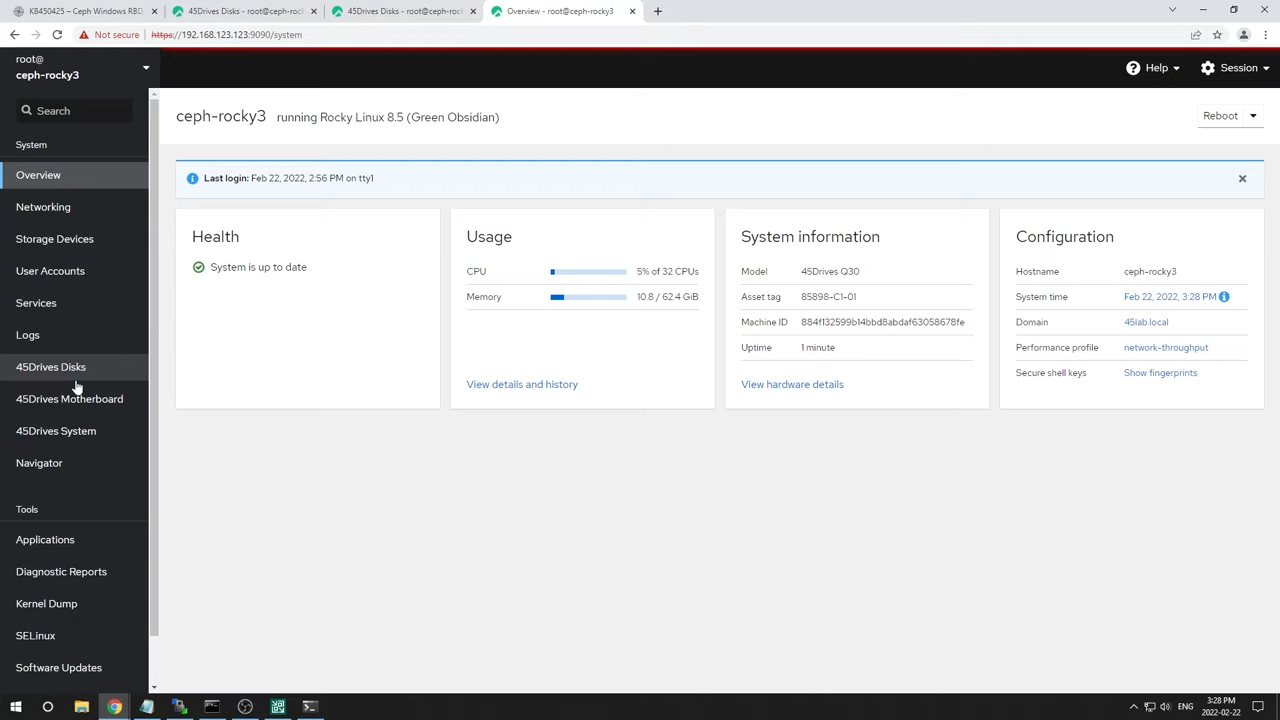 KB450425 – Ceph Windows RBD
45Drives Disks - root@ceph-rock
45Drives Disks - root@ceph-rock
Overview - root@ceph-rocky3
Not secure
https://192.168.123.123:9090/system
root@
ceph-rocky3
Help
Session
Search
System
Overview
Networking
Storage Devices
User Accounts
Services
Logs
45Drives Disks
45Drives Motherboard
45Drives System
Navigator
Tools
Applications
Diagnostic Reports
Kernel Dump
SELinux
Software Updates
ceph-rocky3 running Rocky Linux 8.5 (Green Obsidian)
Reboot
Last login: Feb 22, 2022, 2:56 PM on tty1
Health
System is up to date
Usage
CPU 5% of 32 CPUs
Memory 10.8 / 62.4 GiB
View details and history
System information
Model 45Drives Q30
Asset tag 85898-C1-01
Machine ID 884f132599b14bbd8abdaf63058678fe
Uptime 1 minute
View hardware details
Configuration
Hostname ceph-rocky3
System time Feb 22, 2022, 3:28 PM
Domain 45lab.local
Performance profile network-throughput
Secure shell keys Show fingerprints
ENG
3:28 PM
2022-02-22